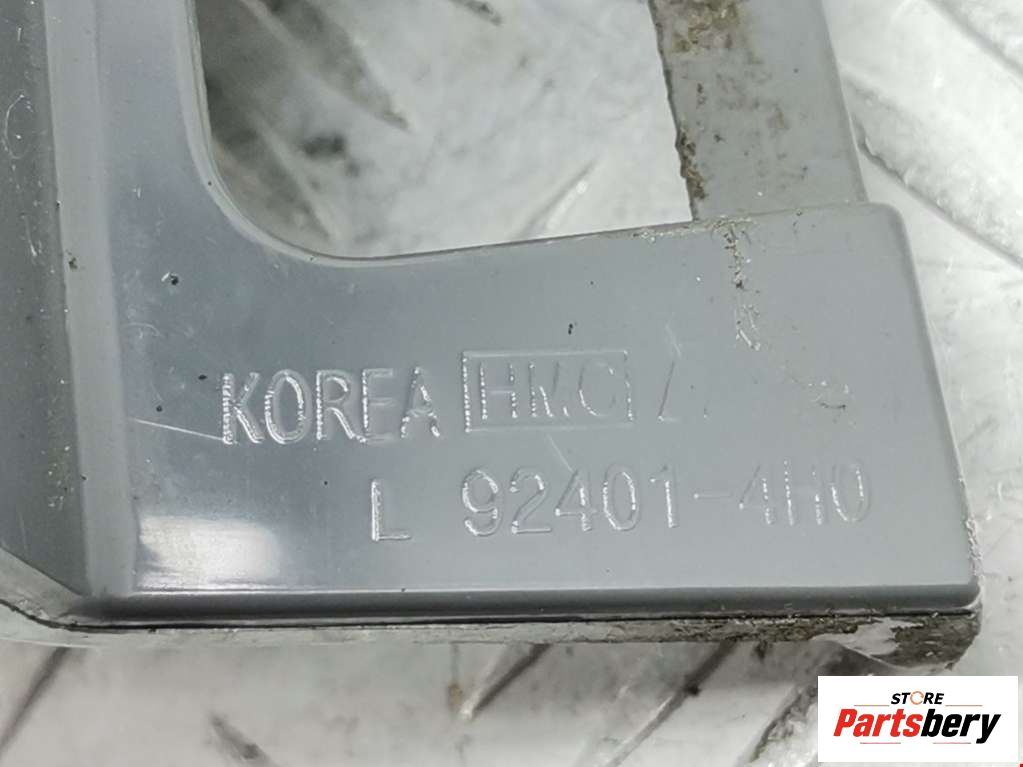 KOREA HMC
L 92401-4H0
STORE
Partsbery